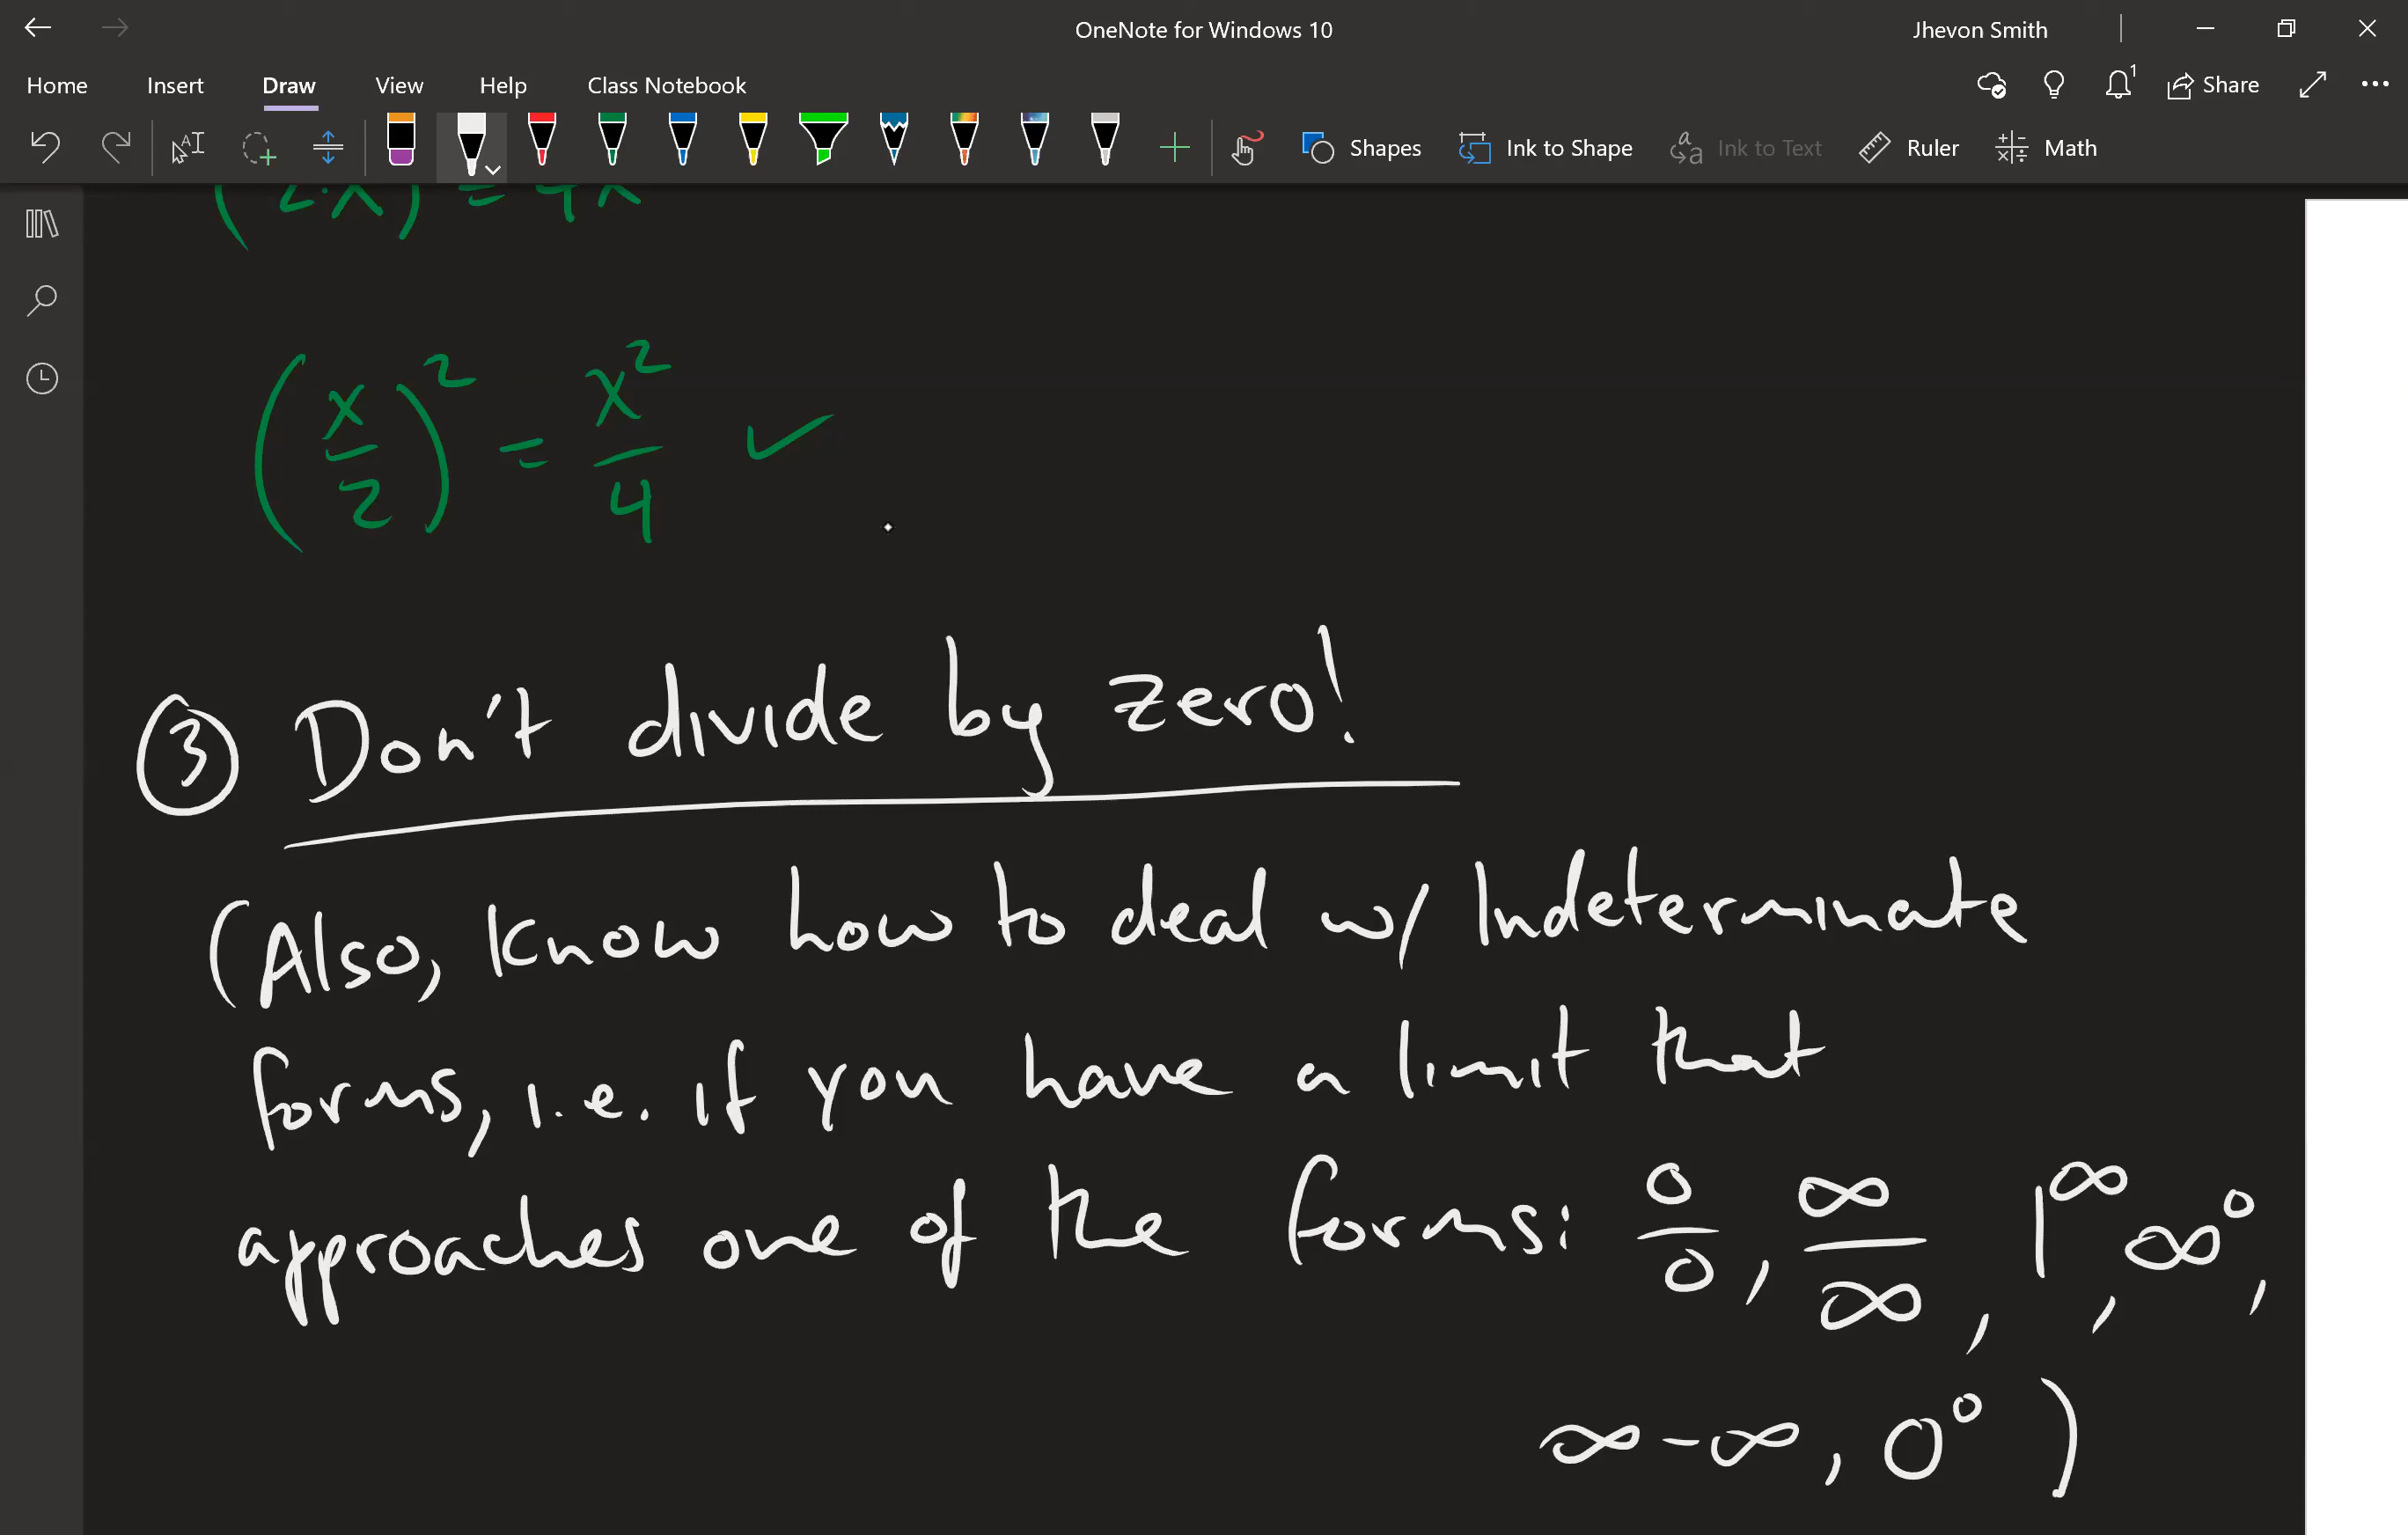 OneNote for Windows 10
Jhevon Smith
Home Insert Draw View Help Class Notebook
1
Share
Shapes Ink to Shape Ink to Text Ruler Math
(x/2)² = x²/4 ✓
③ Don't divide by zero!
(Also, know how to deal w/ Indeterminate
forms, i.e. if you have a limit that
approaches one of the forms: 0/0, ∞/∞, 1^∞, ∞⁰,
∞-∞, 0⁰)